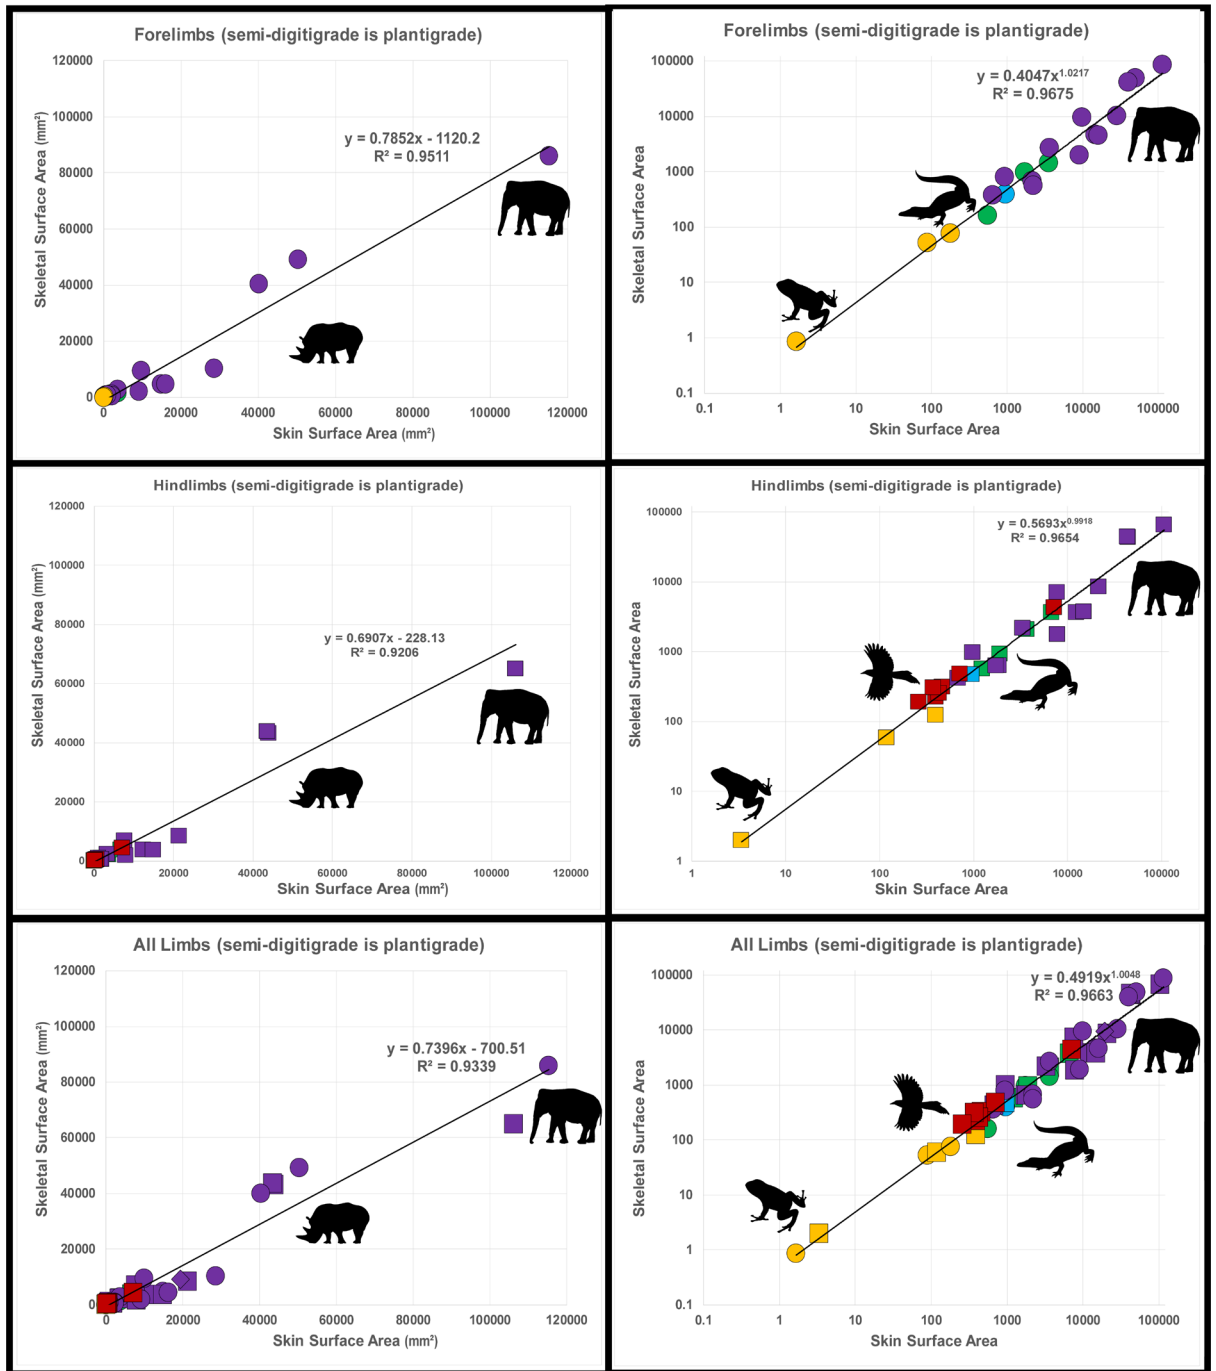 Forelimbs (semi-digitigrade is plantigrade)
120000
100000
80000
60000
40000
20000
0
Skeletal Surface Area (mm²)
y = 0.7852x - 1120.2
R² = 0.9511
0 20000 40000 60000 80000 100000 120000
Skin Surface Area (mm²)
Forelimbs (semi-digitigrade is plantigrade)
100000
10000
1000
100
10
1
0.1
Skeletal Surface Area
y = 0.4047x^1.0217
R² = 0.9675
0.1 1 10 100 1000 10000 100000
Skin Surface Area
Hindlimbs (semi-digitigrade is plantigrade)
120000
100000
80000
60000
40000
20000
0
Skeletal Surface Area (mm²)
y = 0.6907x - 228.13
R² = 0.9206
0 20000 40000 60000 80000 100000 120000
Skin Surface Area (mm²)
Hindlimbs (semi-digitigrade is plantigrade)
100000
10000
1000
100
10
1
Skeletal Surface Area
y = 0.5693x^0.9918
R² = 0.9654
1 10 100 1000 10000 100000
Skin Surface Area
All Limbs (semi-digitigrade is plantigrade)
120000
100000
80000
60000
40000
20000
0
Skeletal Surface Area (mm²)
y = 0.7396x - 700.51
R² = 0.9339
0 20000 40000 60000 80000 100000 120000
Skin Surface Area (mm²)
All Limbs (semi-digitigrade is plantigrade)
100000
10000
1000
100
10
1
0.1
Skeletal Surface Area
y = 0.4919x^1.0048
R² = 0.9663
0.1 1 10 100 1000 10000 100000
Skin Surface Area